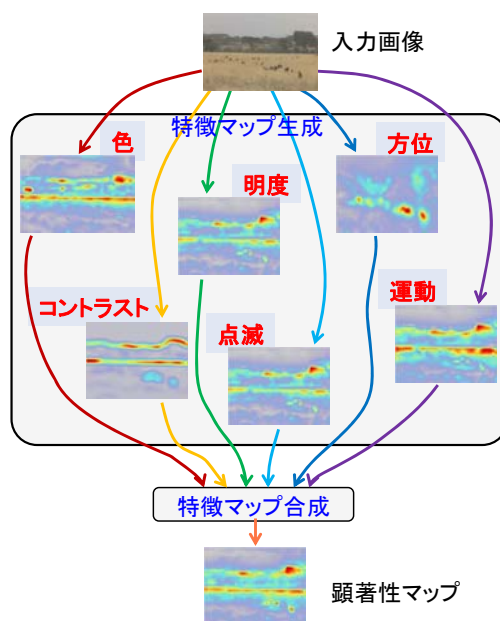 入力画像
特徴マップ生成
色
方位
明度
コントラスト
運動
点滅
特徴マップ合成
顕著性マップ